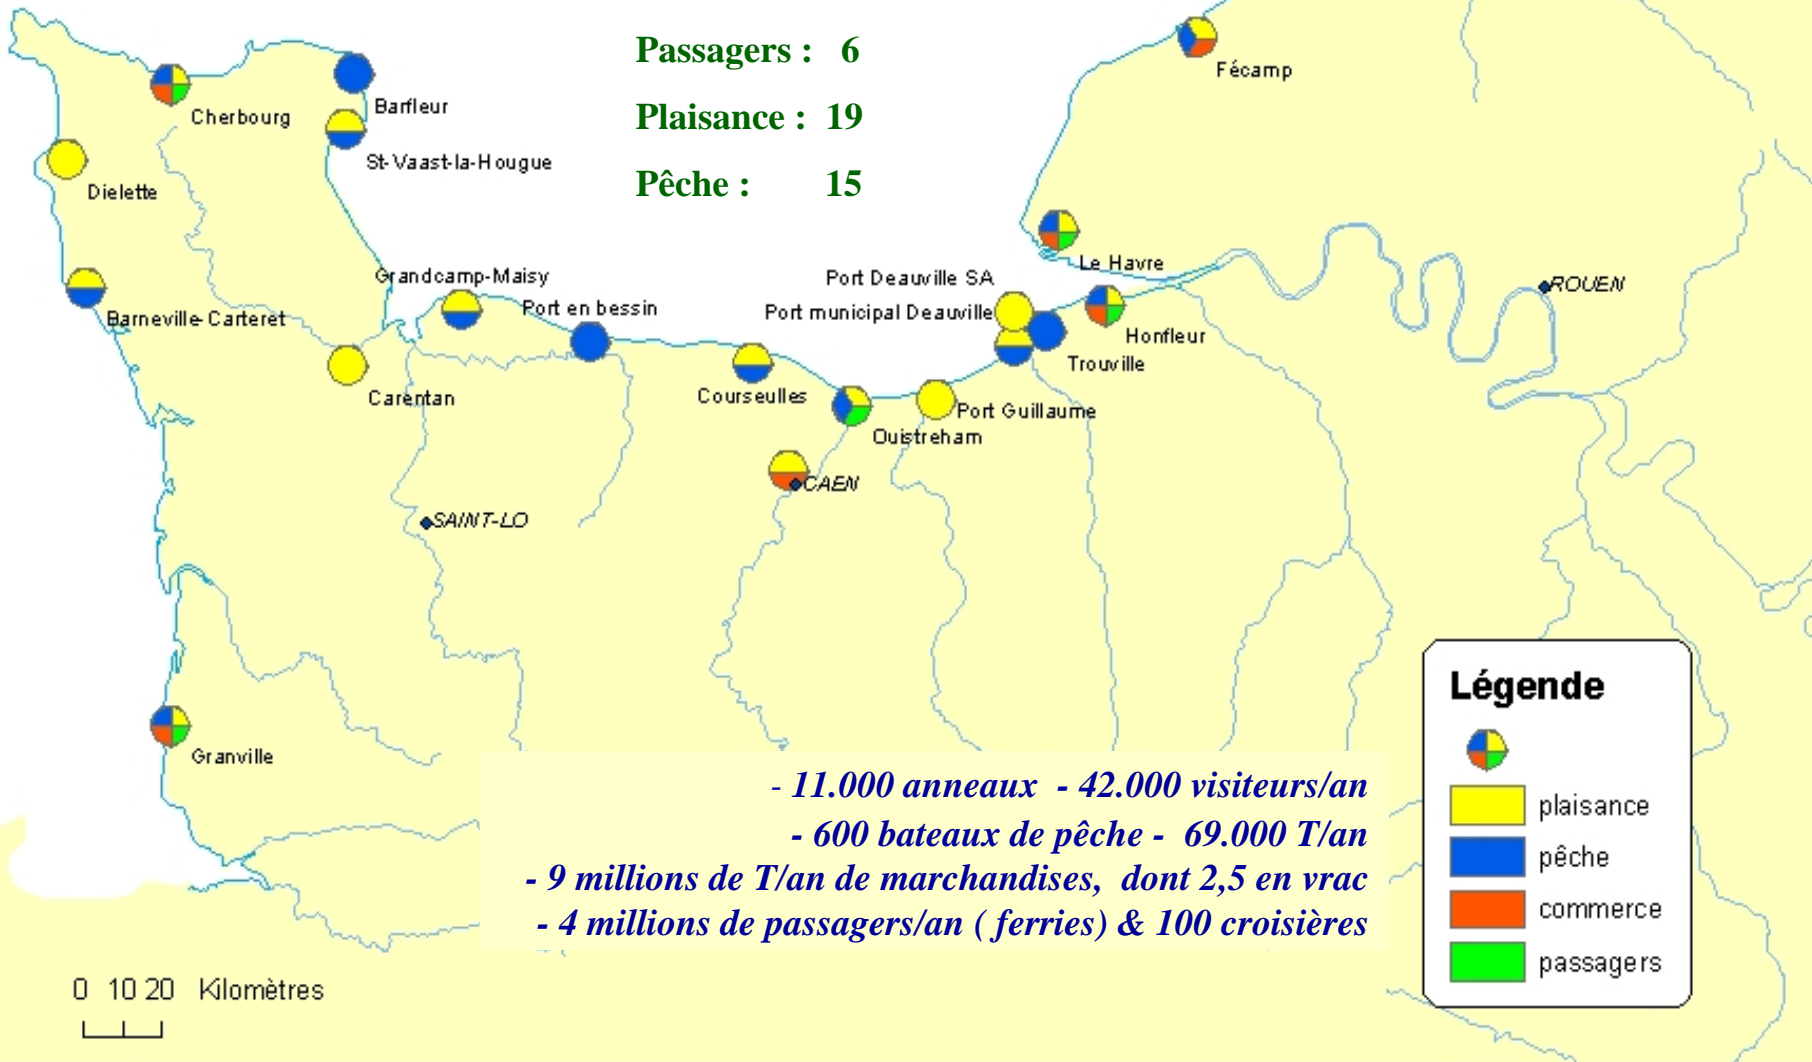 Passagers : 6
Plaisance : 19
Pêche : 15
Fécamp
Cherbourg
Barfleur
St-Vaast-la-Hougue
Dielette
Le Havre
Grandcamp-Maisy
Port Deauville SA
Port en bessin
Port municipal Deauville
ROUEN
Barneville-Carteret
Honfleur
Trouville
Carentan
Courseulles
Port Guillaume
Ouistreham
CAEN
SAINT-LO
Granville
- 11.000 anneaux - 42.000 visiteurs/an
- 600 bateaux de pêche - 69.000 T/an
- 9 millions de T/an de marchandises, dont 2,5 en vrac
- 4 millions de passagers/an ( ferries) & 100 croisières
Légende
plaisance
pêche
commerce
passagers
0 10 20 Kilomètres